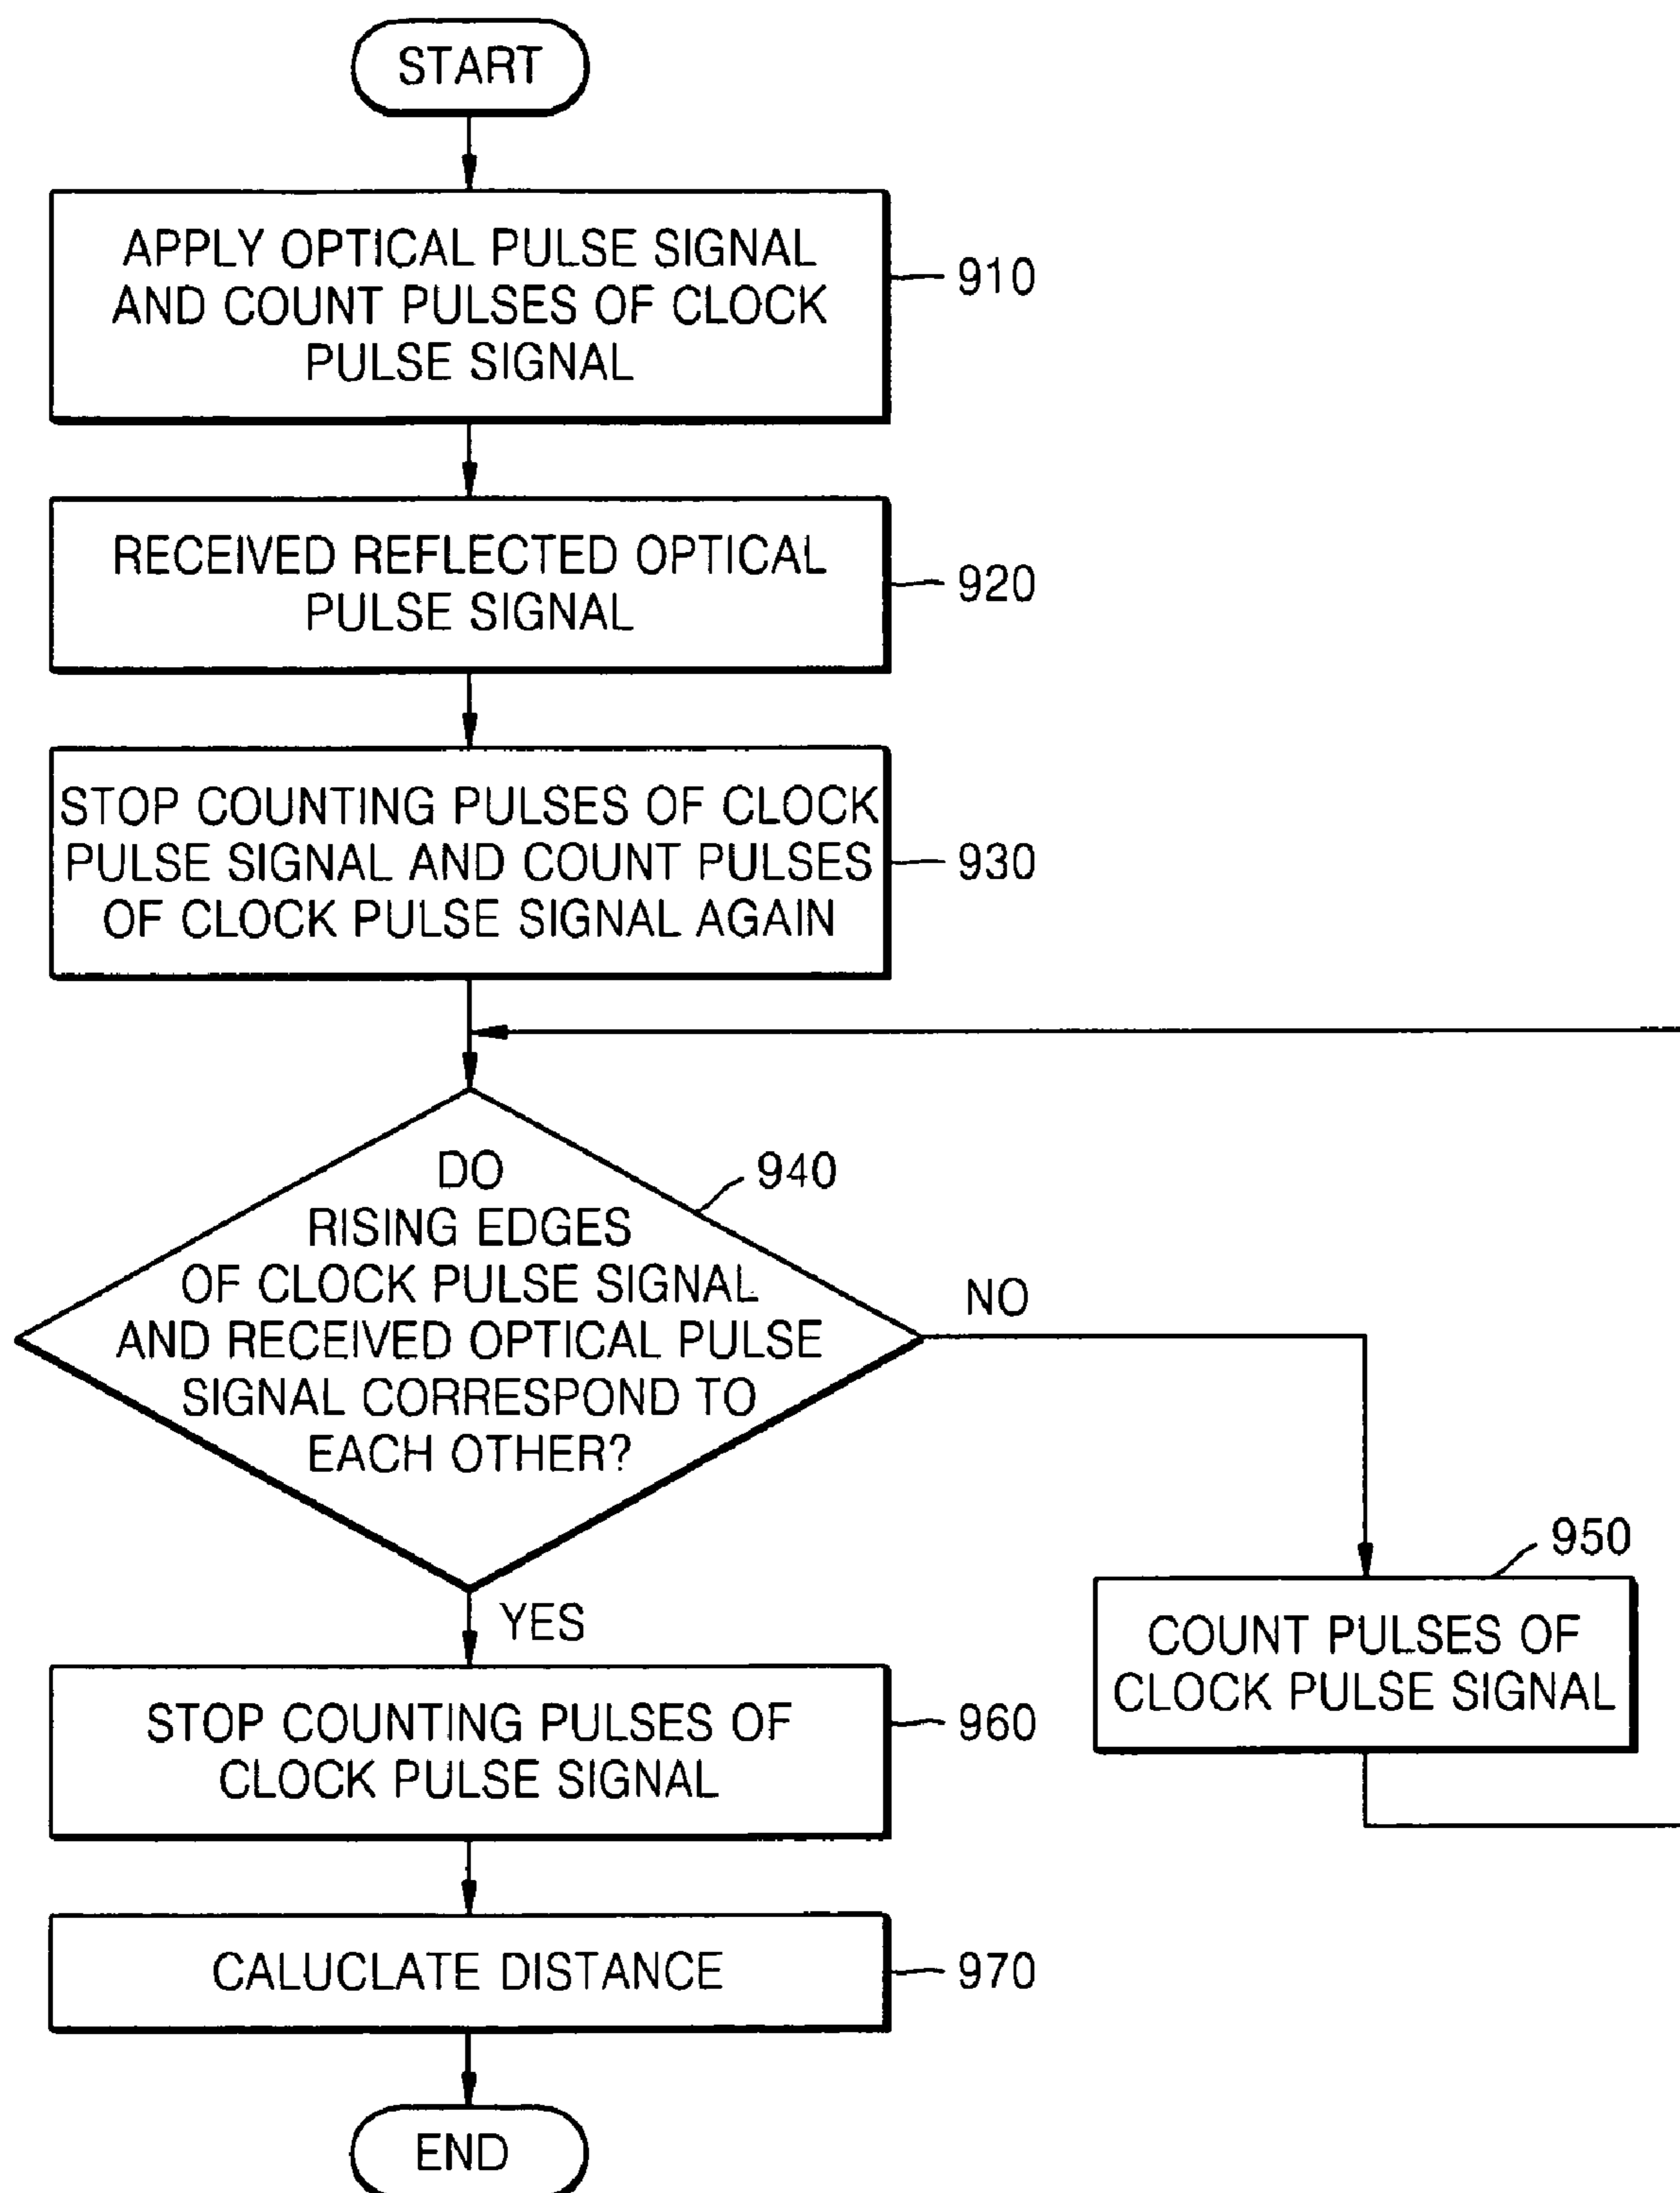 START
APPLY OPTICAL PULSE SIGNAL
AND COUNT PULSES OF CLOCK
PULSE SIGNAL
910
RECEIVED REFLECTED OPTICAL
PULSE SIGNAL
920
STOP COUNTING PULSES OF CLOCK
PULSE SIGNAL AND COUNT PULSES
OF CLOCK PULSE SIGNAL AGAIN
930
DO
RISING EDGES
OF CLOCK PULSE SIGNAL
AND RECEIVED OPTICAL PULSE
SIGNAL CORRESPOND TO
EACH OTHER?
940
NO
950
COUNT PULSES OF
CLOCK PULSE SIGNAL
YES
STOP COUNTING PULSES OF
CLOCK PULSE SIGNAL
960
CALUCLATE DISTANCE
970
END